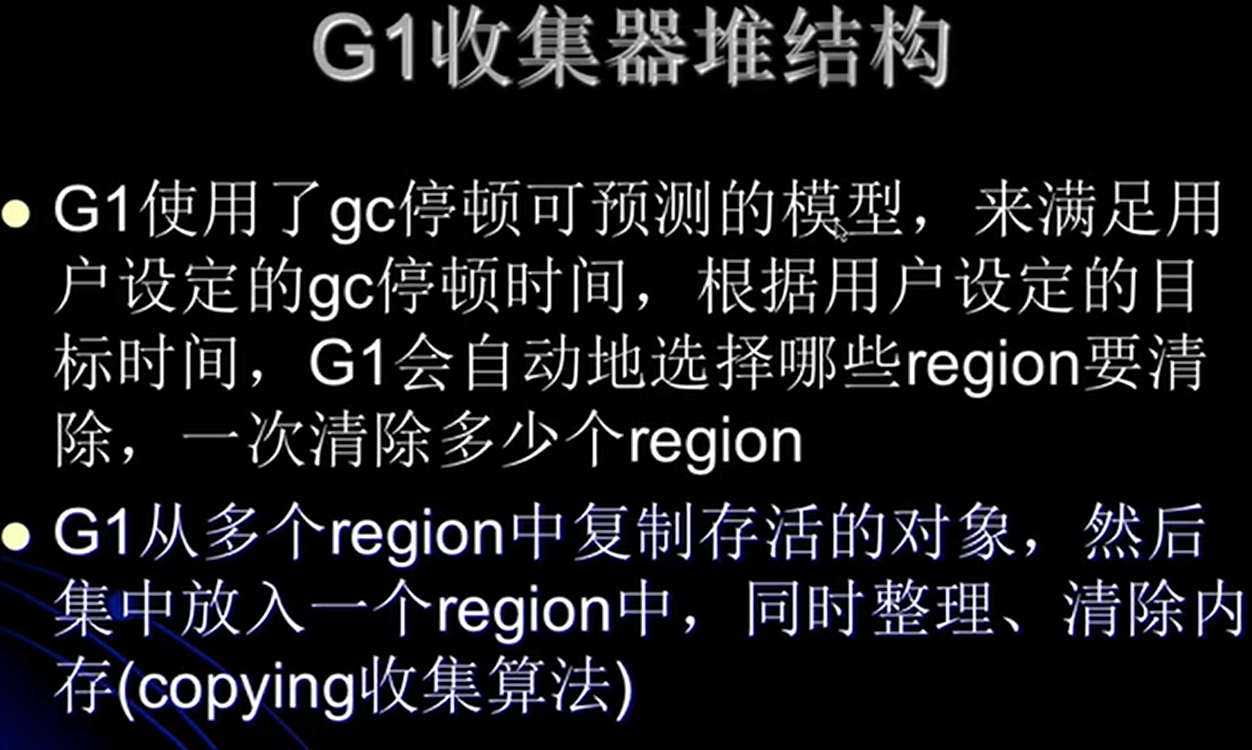 G1收集器堆结构
G1使用了gc停顿可预测的模型，来满足用
户设定的gc停顿时间，根据用户设定的目
标时间，G1会自动地选择哪些region要清
除，一次清除多少个region
G1从多个region中复制存活的对象，然后
集中放入一个region中，同时整理、清除内
存(copying收集算法)